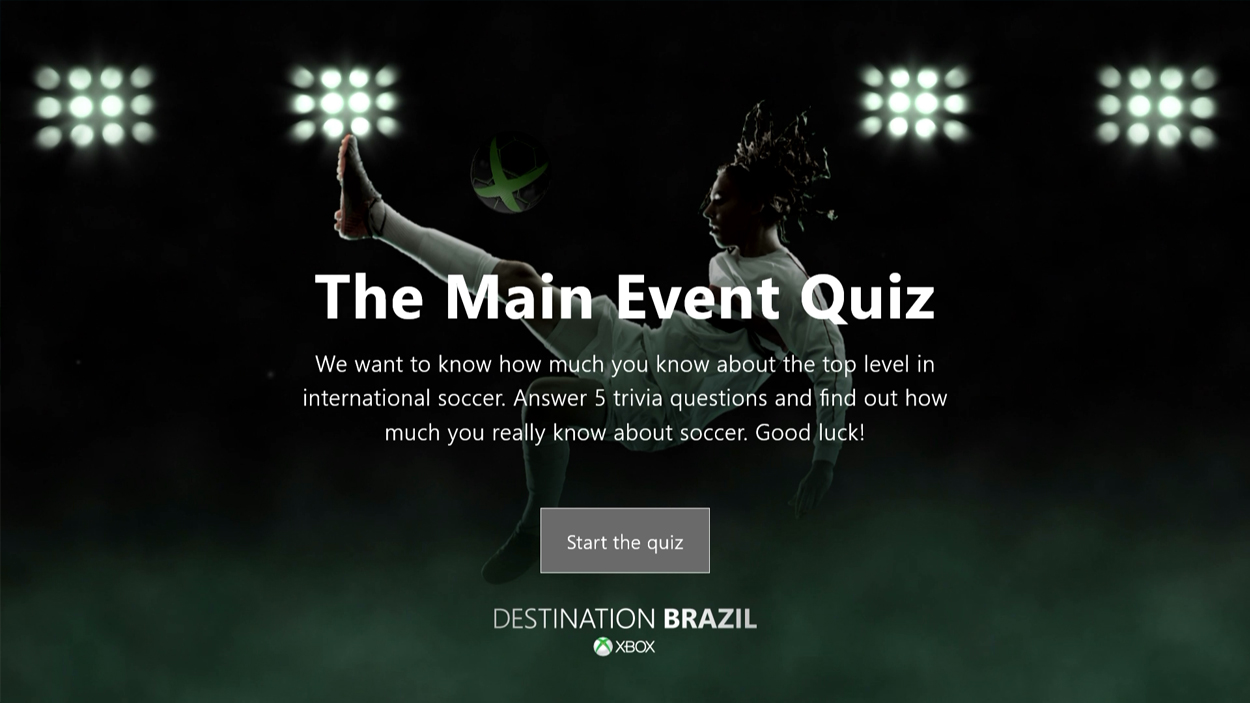 The Main Event Quiz
We want to know how much you know about the top level in
international soccer. Answer 5 trivia questions and find out how
much you really know about soccer. Good luck!
Start the quiz
DESTINATION BRAZIL
XBOX